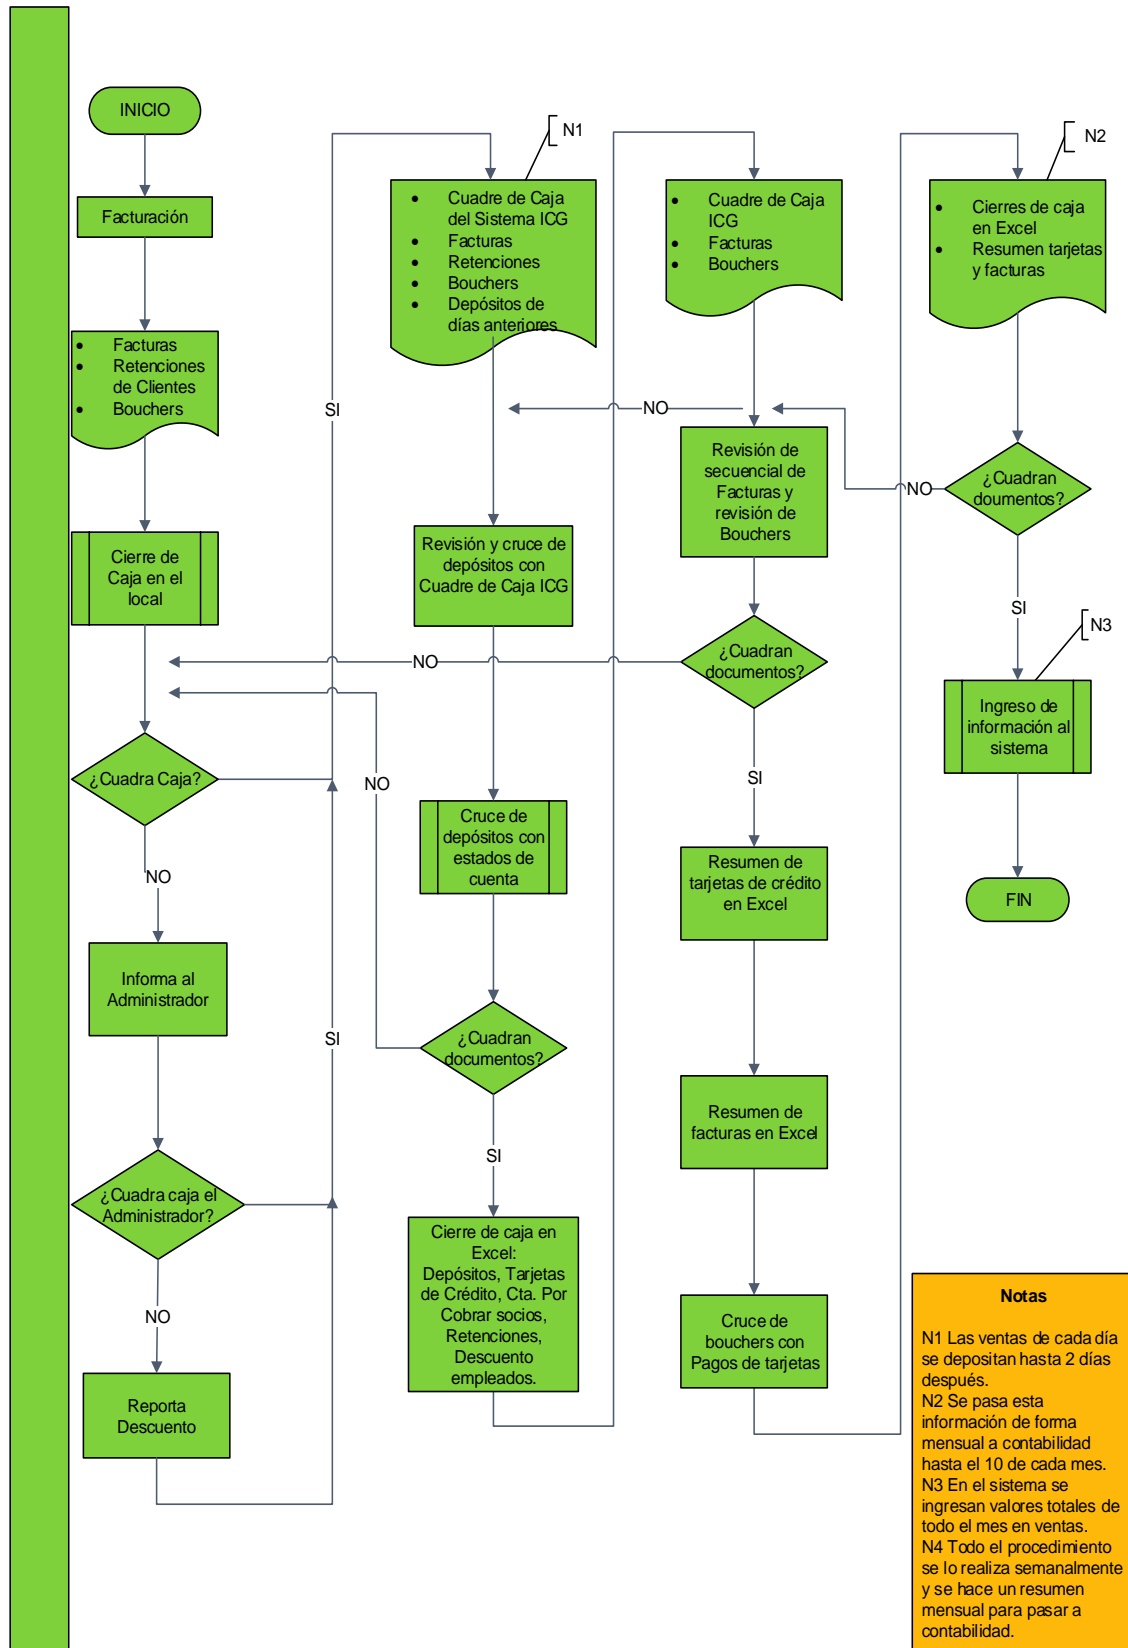 INICIO
Facturación
• Facturas
• Retenciones
de Clientes
• Bouchers
Cierre de
Caja en el
local
¿Cuadra Caja?
NO
Informa al
Administrador
¿Cuadra caja el
Administrador?
NO
Reporta
Descuento
SI
SI
N1
• Cuadre de Caja
del Sistema ICG
• Facturas
• Retenciones
• Bouchers
• Depósitos de
días anteriores
Revisión y cruce de
depósitos con
Cuadre de Caja ICG
NO
NO
Cruce de
depósitos con
estados de
cuenta
¿Cuadran
documentos?
SI
Cierre de caja en
Excel:
Depósitos, Tarjetas
de Crédito, Cta. Por
Cobrar socios,
Retenciones,
Descuento
empleados.
• Cuadre de Caja
ICG
• Facturas
• Bouchers
NO
Revisión de
secuencial de
Facturas y
revisión de
Bouchers
¿Cuadran
documentos?
SI
Resumen de
tarjetas de crédito
en Excel
Resumen de
facturas en Excel
Cruce de
bouchers con
Pagos de tarjetas
N2
• Cierres de caja
en Excel
• Resumen tarjetas
y facturas
¿Cuadran
doumentos?
NO
SI
N3
Ingreso de
información al
sistema
FIN
Notas
N1 Las ventas de cada día
se depositan hasta 2 días
después.
N2 Se pasa esta
información de forma
mensual a contabilidad
hasta el 10 de cada mes.
N3 En el sistema se
ingresan valores totales de
todo el mes en ventas.
N4 Todo el procedimiento
se lo realiza semanalmente
y se hace un resumen
mensual para pasar a
contabilidad.